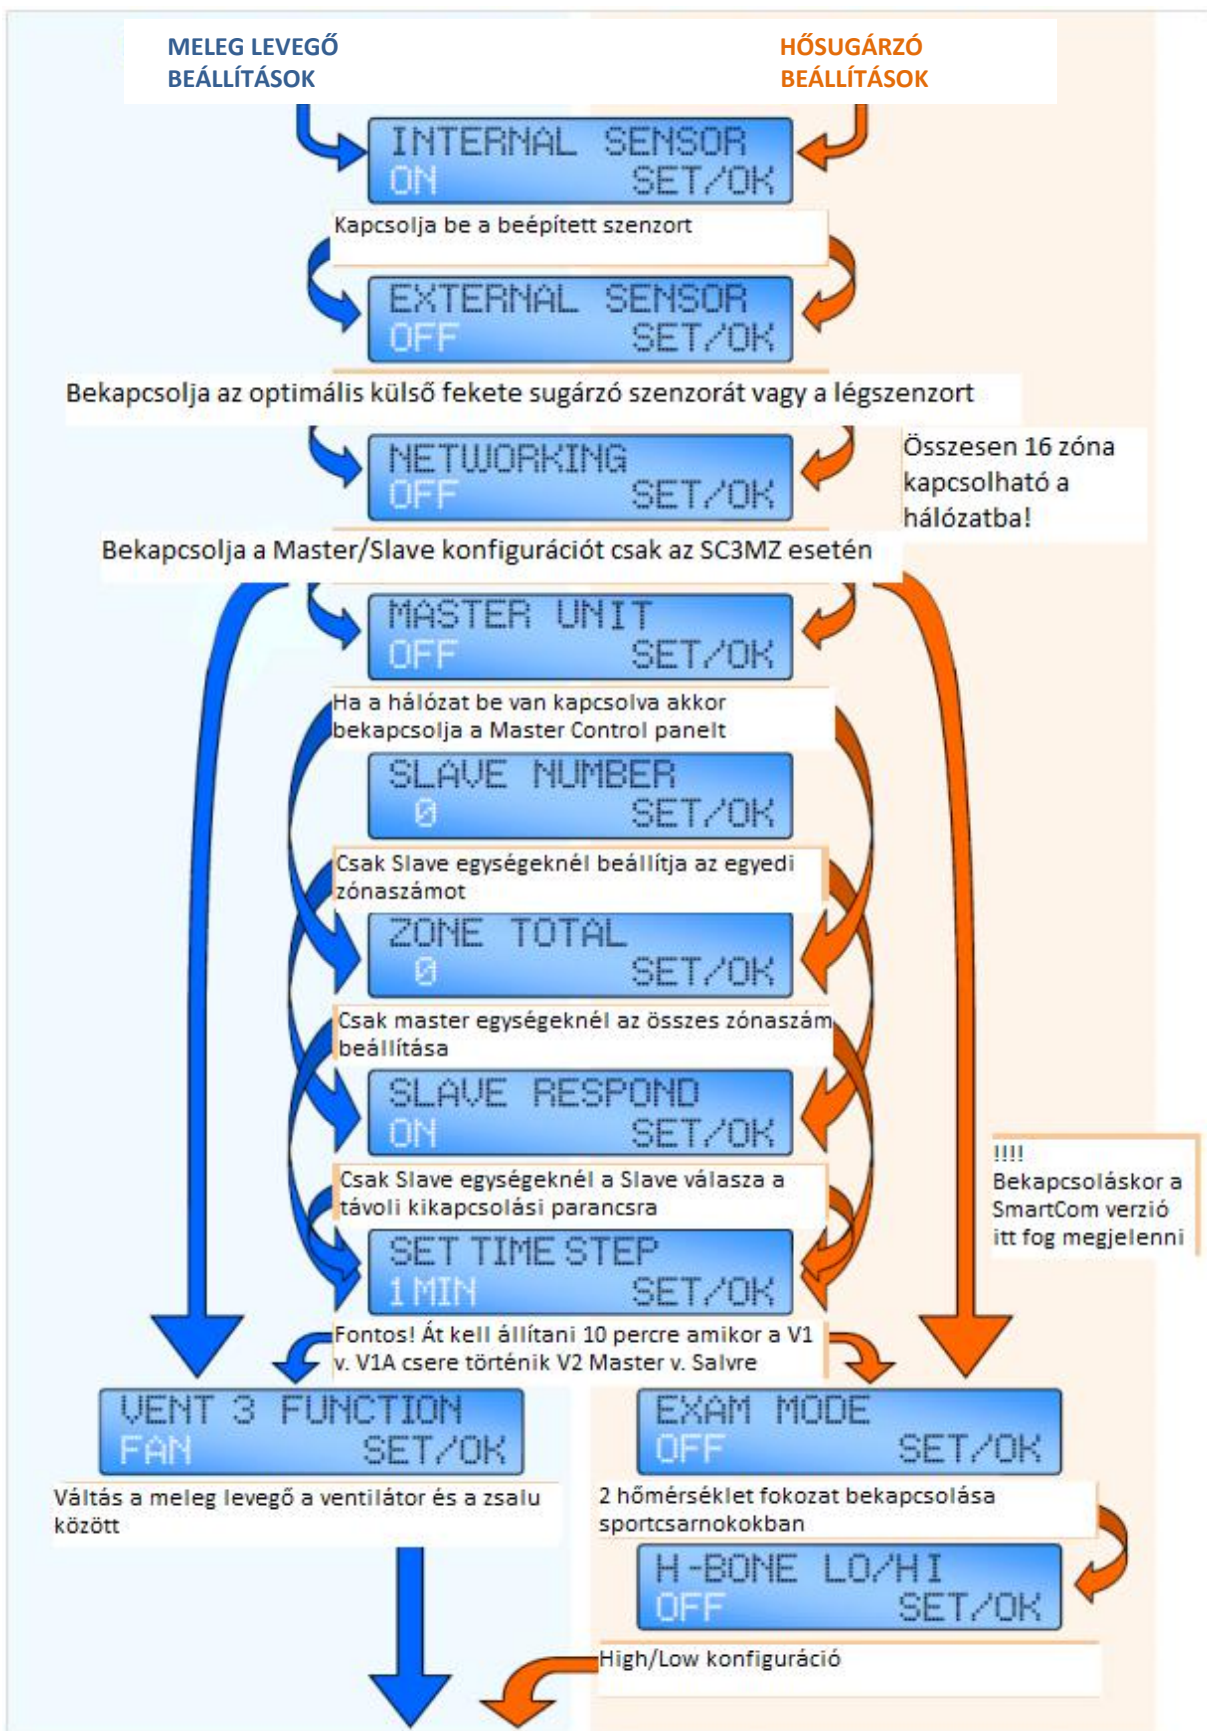 MELEG LEVEGŐ
BEÁLLÍTÁSOK
HŐSUGÁRZÓ
BEÁLLÍTÁSOK
INTERNAL SENSOR
ON SET/OK
Kapcsolja be a beépített szenzort
EXTERNAL SENSOR
OFF SET/OK
Bekapcsolja az optimális külső fekete sugárzó szenzorát vagy a légszenzort
NETWORKING
OFF SET/OK
Összesen 16 zóna
kapcsolható a
hálózatba!
Bekapcsolja a Master/Slave konfigurációt csak az SC3MZ esetén
MASTER UNIT
OFF SET/OK
Ha a hálózat be van kapcsolva akkor
bekapcsolja a Master Control panelt
SLAVE NUMBER
0 SET/OK
Csak Slave egységeknél beállítja az egyedi
zónaszámot
ZONE TOTAL
0 SET/OK
Csak master egységeknél az összes zónaszám
beállítása
SLAVE RESPOND
ON SET/OK
Csak Slave egységeknél a Slave válasza a
távoli kikapcsolási parancsra
!!!!
Bekapcsoláskor a
SmartCom verzió
itt fog megjelenni
SET TIME STEP
1 MIN SET/OK
Fontos! Át kell állítani 10 percre amikor a V1
v. V1A csere történik V2 Master v. Salvre
VENT 3 FUNCTION
FAN SET/OK
Váltás a meleg levegő a ventilátor és a zsalu
között
EXAM MODE
OFF SET/OK
2 hőmérséklet fokozat bekapcsolása
sportcsarnokokban
H-BONE LO/HI
OFF SET/OK
High/Low konfiguráció